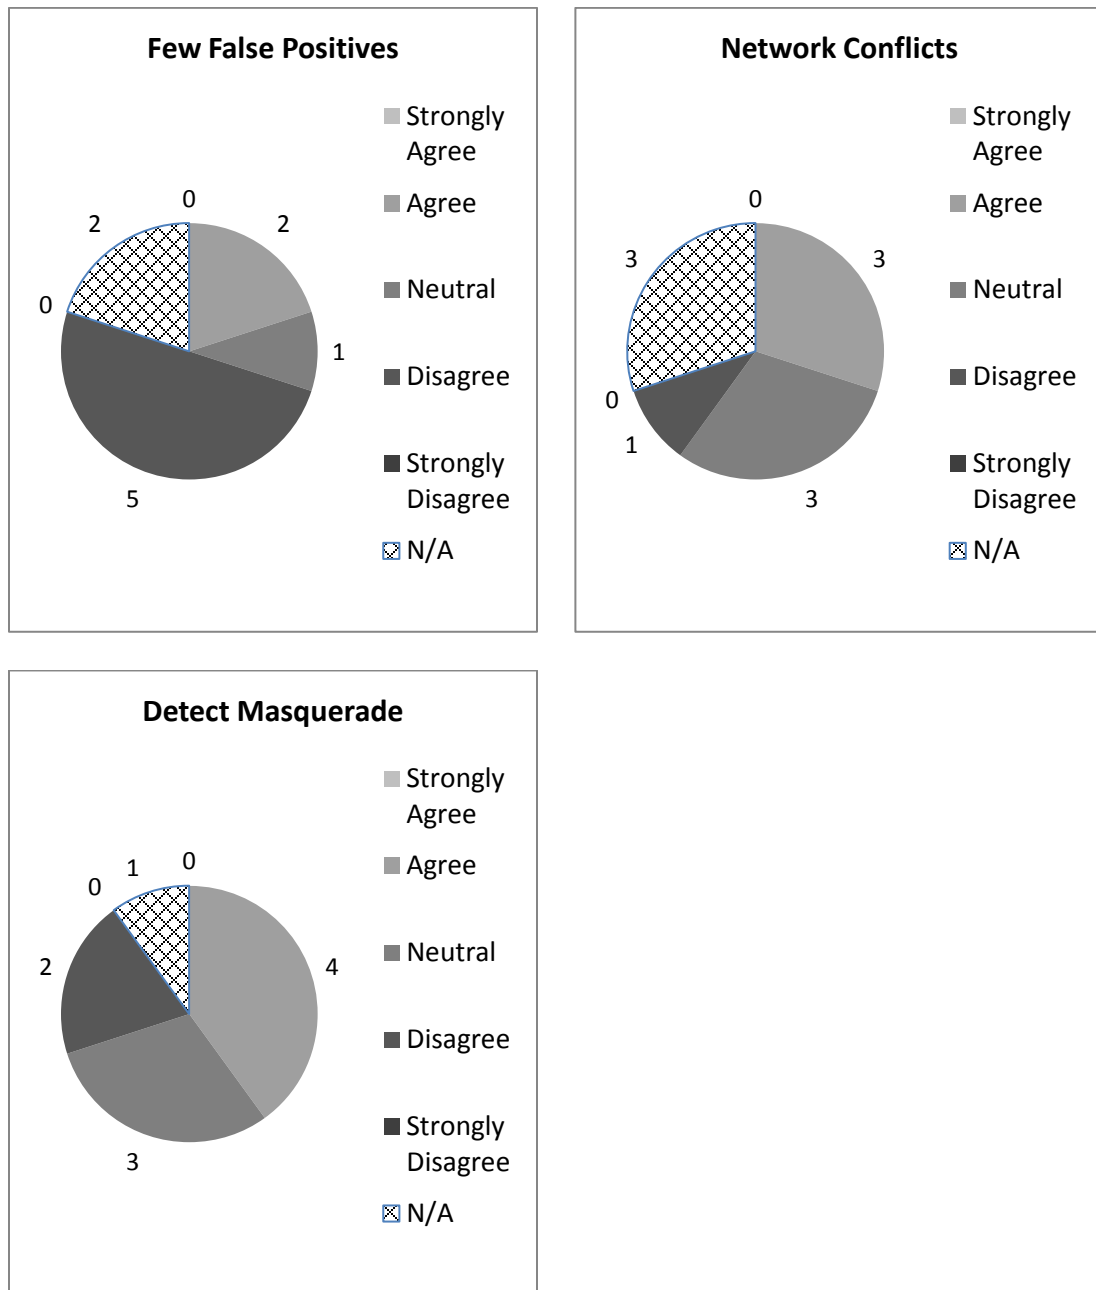 Few False Positives
0
2
1
5
0
2
Strongly
Agree
Agree
Neutral
Disagree
Strongly
Disagree
N/A
Network Conflicts
0
3
3
1
0
3
Strongly
Agree
Agree
Neutral
Disagree
Strongly
Disagree
N/A
Detect Masquerade
0
4
3
2
0
1
Strongly
Agree
Agree
Neutral
Disagree
Strongly
Disagree
N/A